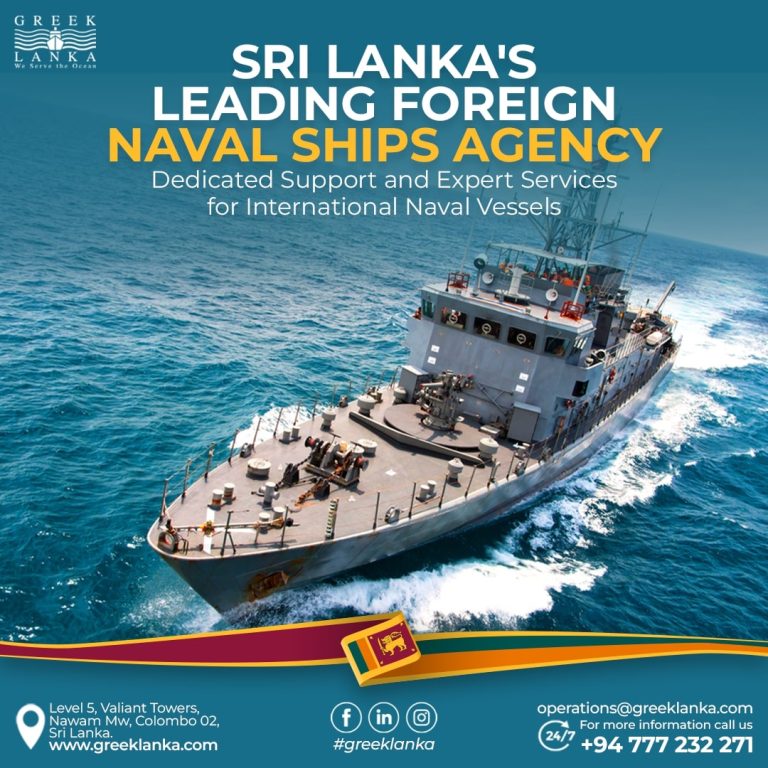 GREEK
LANKA
We Serve the Ocean
SRI LANKA'S
LEADING FOREIGN
NAVAL SHIPS AGENCY
Dedicated Support and Expert Services
for International Naval Vessels
Level 5, Valiant Towers,
Nawam Mw, Colombo 02,
Sri Lanka.
www.greeklanka.com
#greeklanka
operations@greeklanka.com
24/7
For more information call us
+94 777 232 271